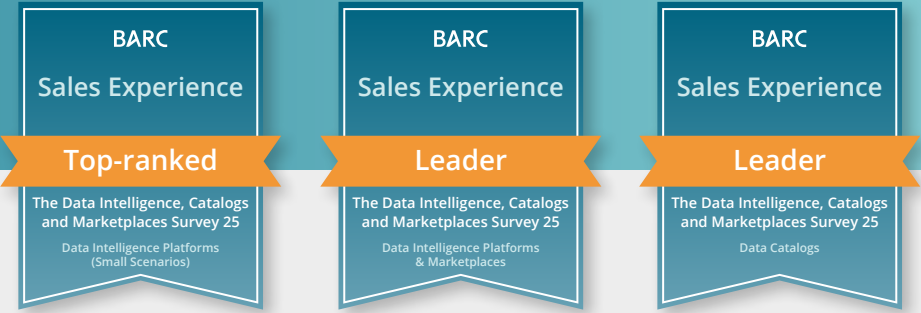 BARC
Sales Experience
Top-ranked
The Data Intelligence, Catalogs
and Marketplaces Survey 25
Data Intelligence Platforms
(Small Scenarios)
BARC
Sales Experience
Leader
The Data Intelligence, Catalogs
and Marketplaces Survey 25
Data Intelligence Platforms
& Marketplaces
BARC
Sales Experience
Leader
The Data Intelligence, Catalogs
and Marketplaces Survey 25
Data Catalogs